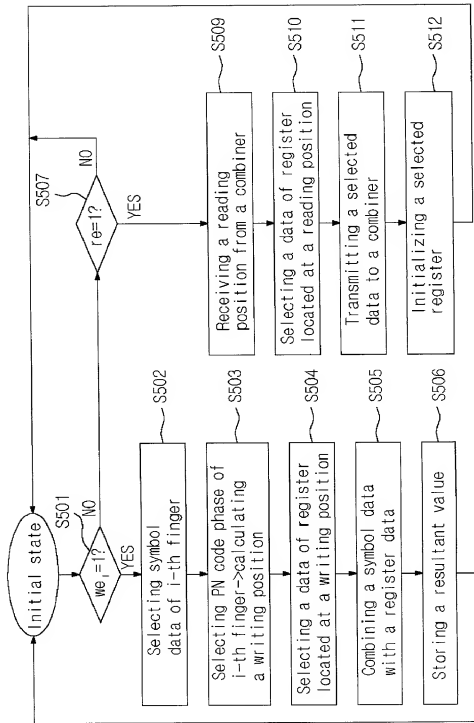 Initial state
S501
we_i=1?
NO
YES
S502
Selecting symbol
data of i-th finger
S503
Selecting PN code phase of
i-th finger->calculating
a writing position
S504
Selecting a data of register
located at a writing position
S505
Combining a symbol data
with a register data
S506
Storing a resultant value
S507
re=1?
NO
YES
S509
Receiving a reading
position from a combiner
S510
Selecting a data of register
located at a reading position
S511
Transmitting a selected
data to a combiner
S512
Initializing a selected
register